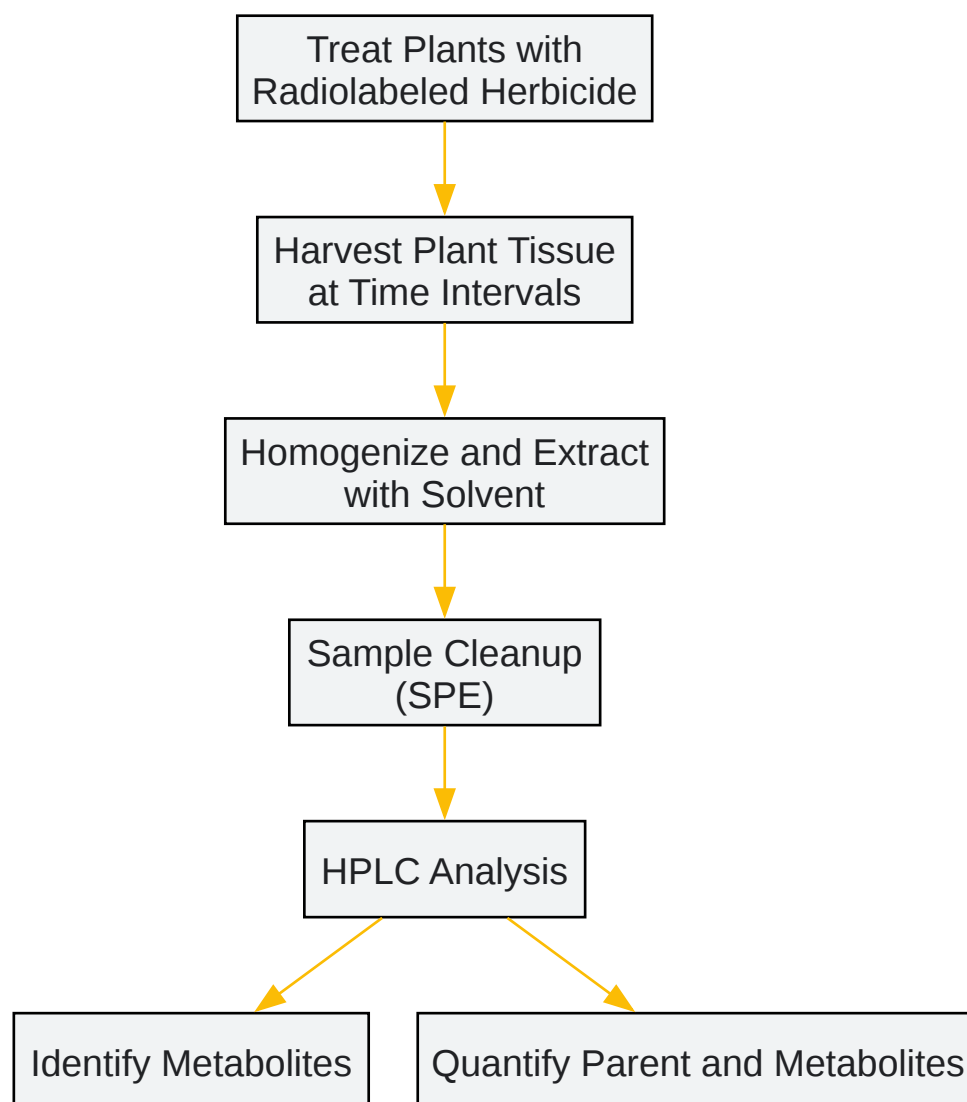 Treat Plants with
Radiolabeled Herbicide
Harvest Plant Tissue
at Time Intervals
Homogenize and Extract
with Solvent
Sample Cleanup
(SPE)
HPLC Analysis
Identify Metabolites
Quantify Parent and Metabolites